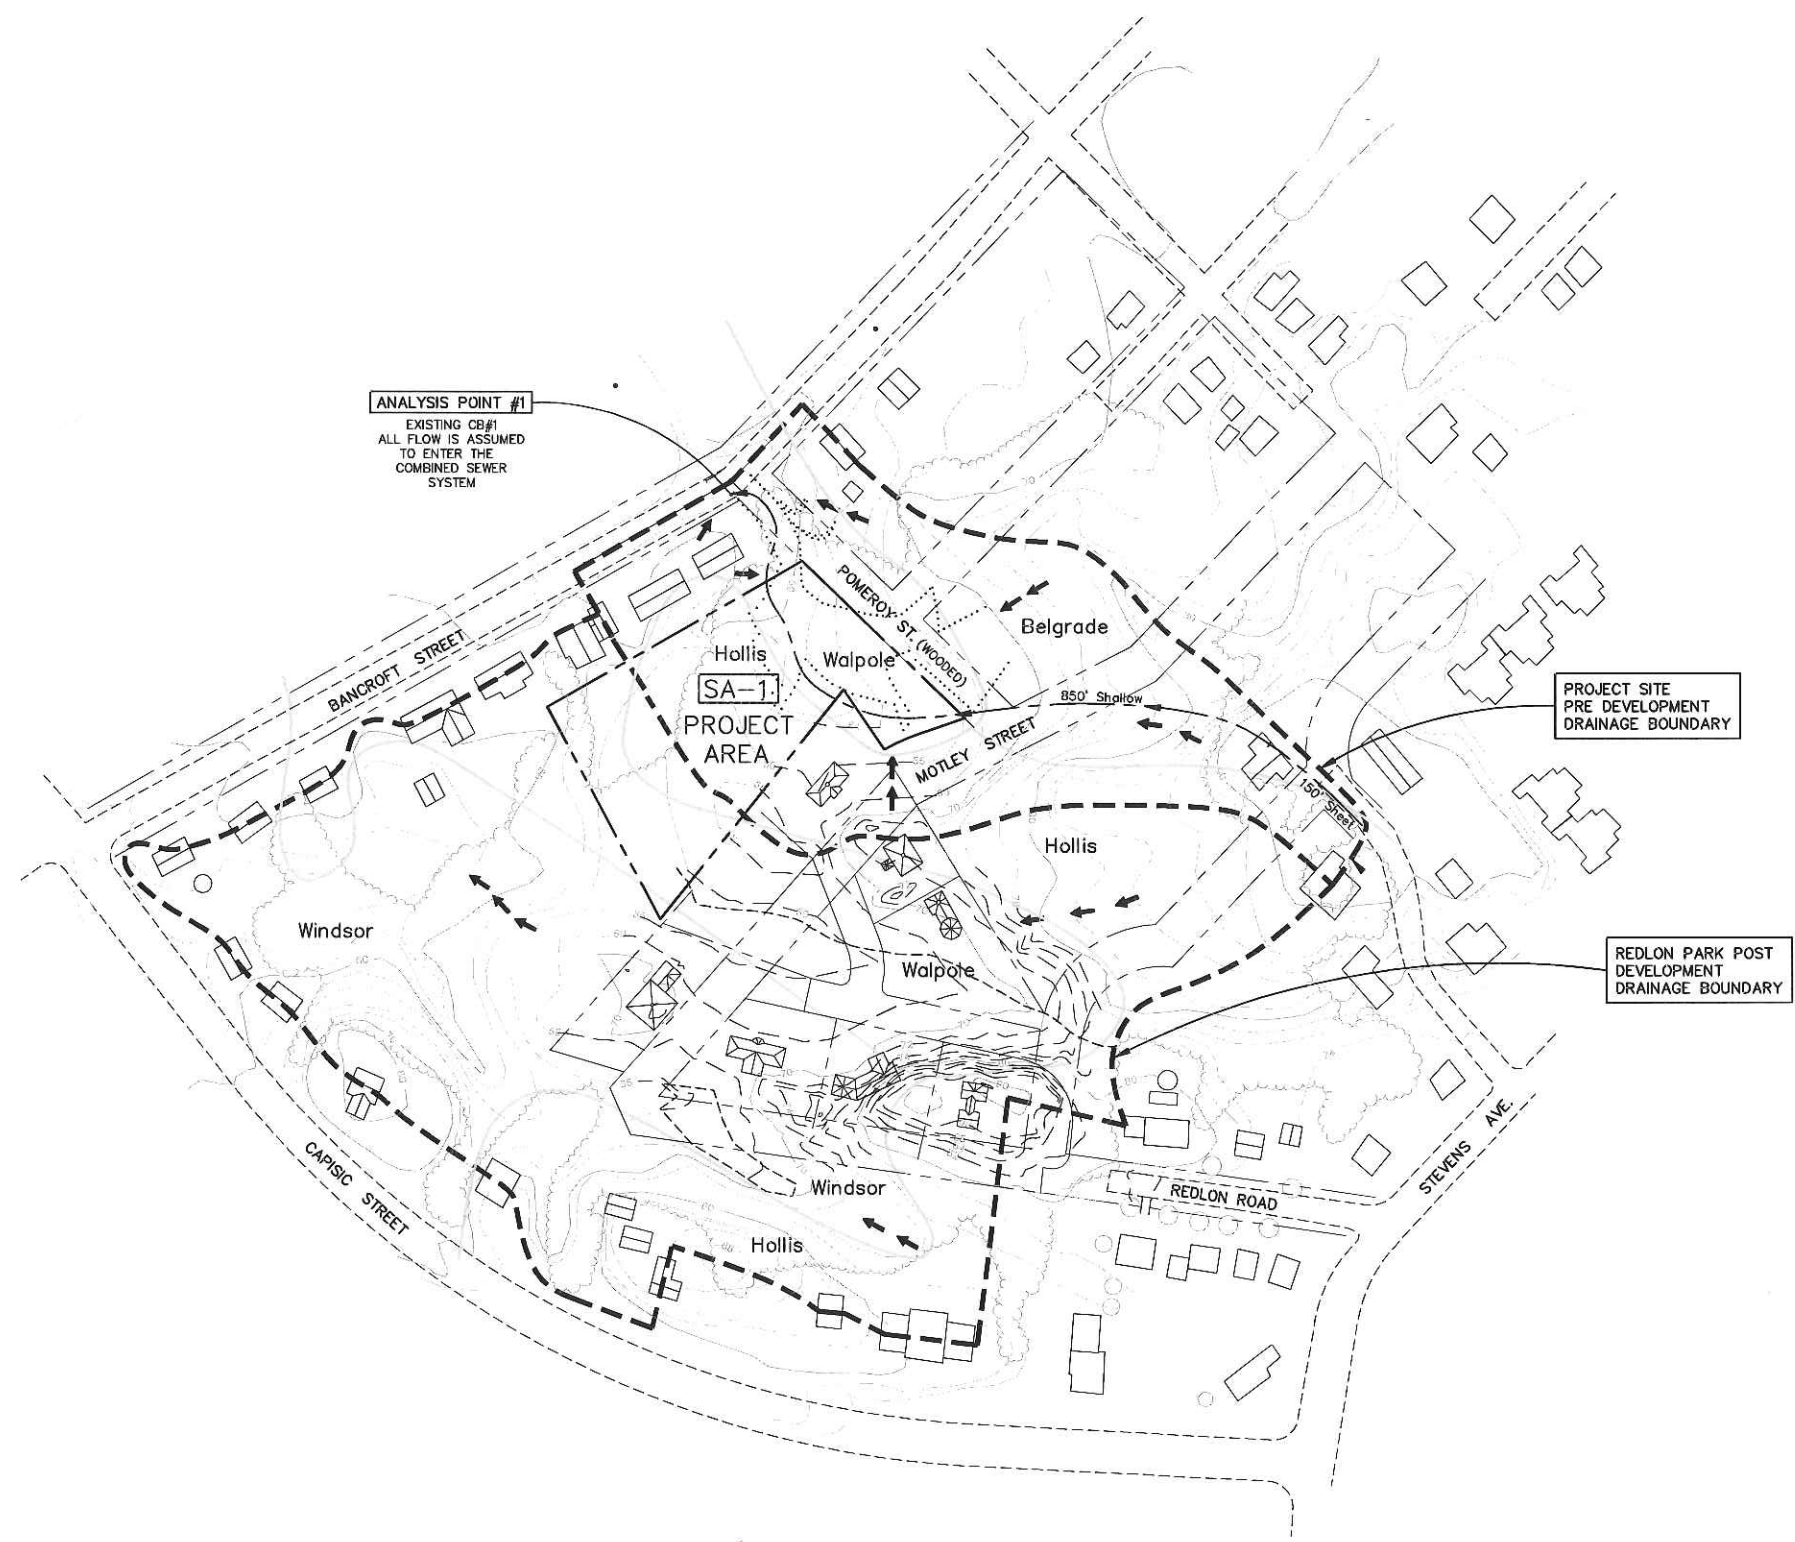 ANALYSIS POINT #1
EXISTING CB#1
ALL FLOW IS ASSUMED
TO ENTER THE
COMBINED SEWER
SYSTEM
BANCROFT STREET
POMEROY ST. (WOODED)
Belgrade
Hollis
Walpole
SA-1
PROJECT
AREA
850' Shallow
MOTLEY STREET
PROJECT SITE
PRE DEVELOPMENT
DRAINAGE BOUNDARY
150' Sheet
Hollis
Windsor
Walpole
REDLON PARK POST
DEVELOPMENT
DRAINAGE BOUNDARY
CAPISIC STREET
Windsor
REDLON ROAD
STEVENS AVE.
Hollis